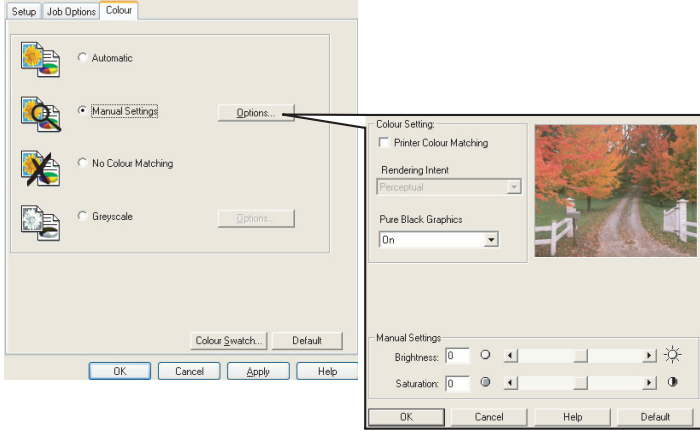 Setup Job Options Colour
Automatic
Manual Settings Options...
No Colour Matching
Greyscale Options...
Colour Swatch... Default
OK Cancel Apply Help
Colour Setting:
Printer Colour Matching
Rendering Intent
Perceptual
Pure Black Graphics
On
Manual Settings
Brightness: 0
Saturation: 0
OK Cancel Help Default